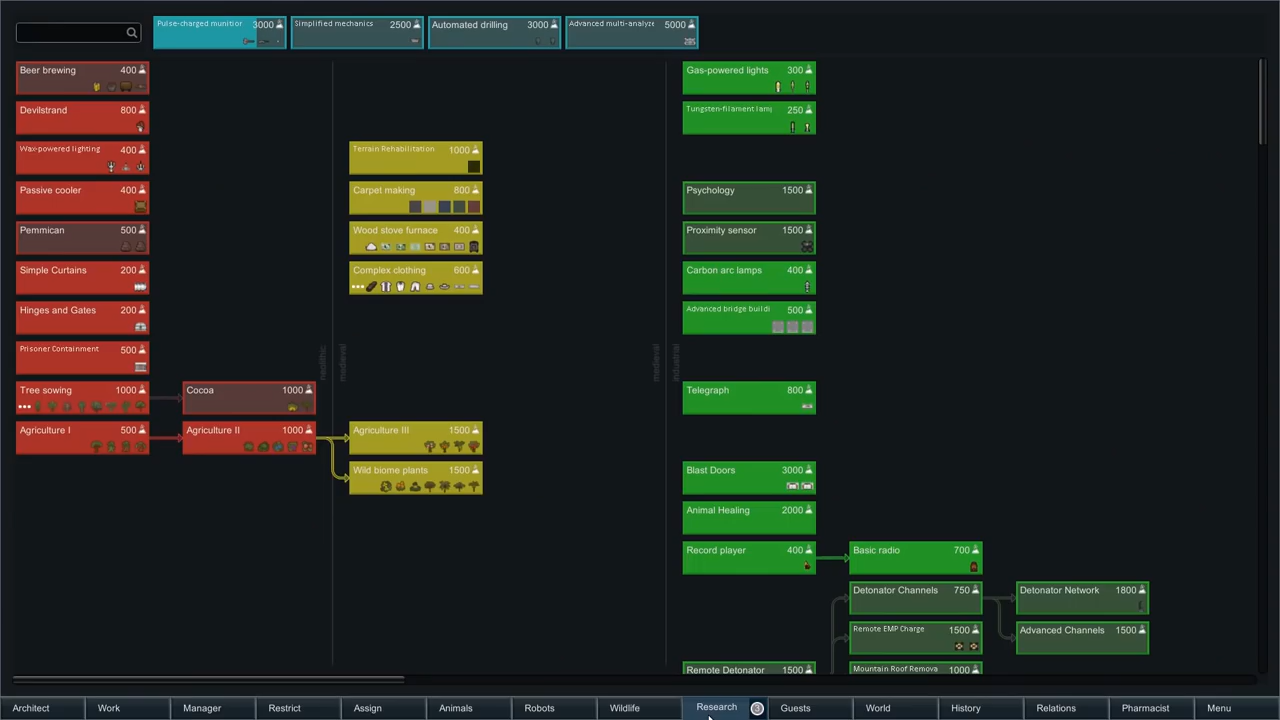 Pulse-charged munitior 3000
Simplified mechanics 2500
Automated drilling 3000
Advanced multi-analyze 5000
Beer brewing 400
Gas-powered lights 300
Devilstrand 800
Tungsten-filament lamp 250
Wax-powered lighting 400
Terrain Rehabilitation 1000
Passive cooler 400
Carpet making 800
Psychology 1500
Pemmican 500
Wood stove furnace 400
Proximity sensor 1500
Simple Curtains 200
Complex clothing 600
Carbon arc lamps 400
Hinges and Gates 200
Advanced bridge buildi 500
Prisoner Containment 500
neolithic
medieval
medieval
industrial
Tree sowing 1000
Cocoa 1000
Telegraph 800
Agriculture I 500
Agriculture II 1000
Agriculture III 1500
Wild biome plants 1500
Blast Doors 3000
Animal Healing 2000
Record player 400
Basic radio 700
Detonator Channels 750
Detonator Network 1800
Remote EMP Charge 1500
Advanced Channels 1500
Remote Detonator 1500
Mountain Roof Remova 1000
Architect
Work
Manager
Restrict
Assign
Animals
Robots
Wildlife
Research
Guests
World
History
Relations
Pharmacist
Menu